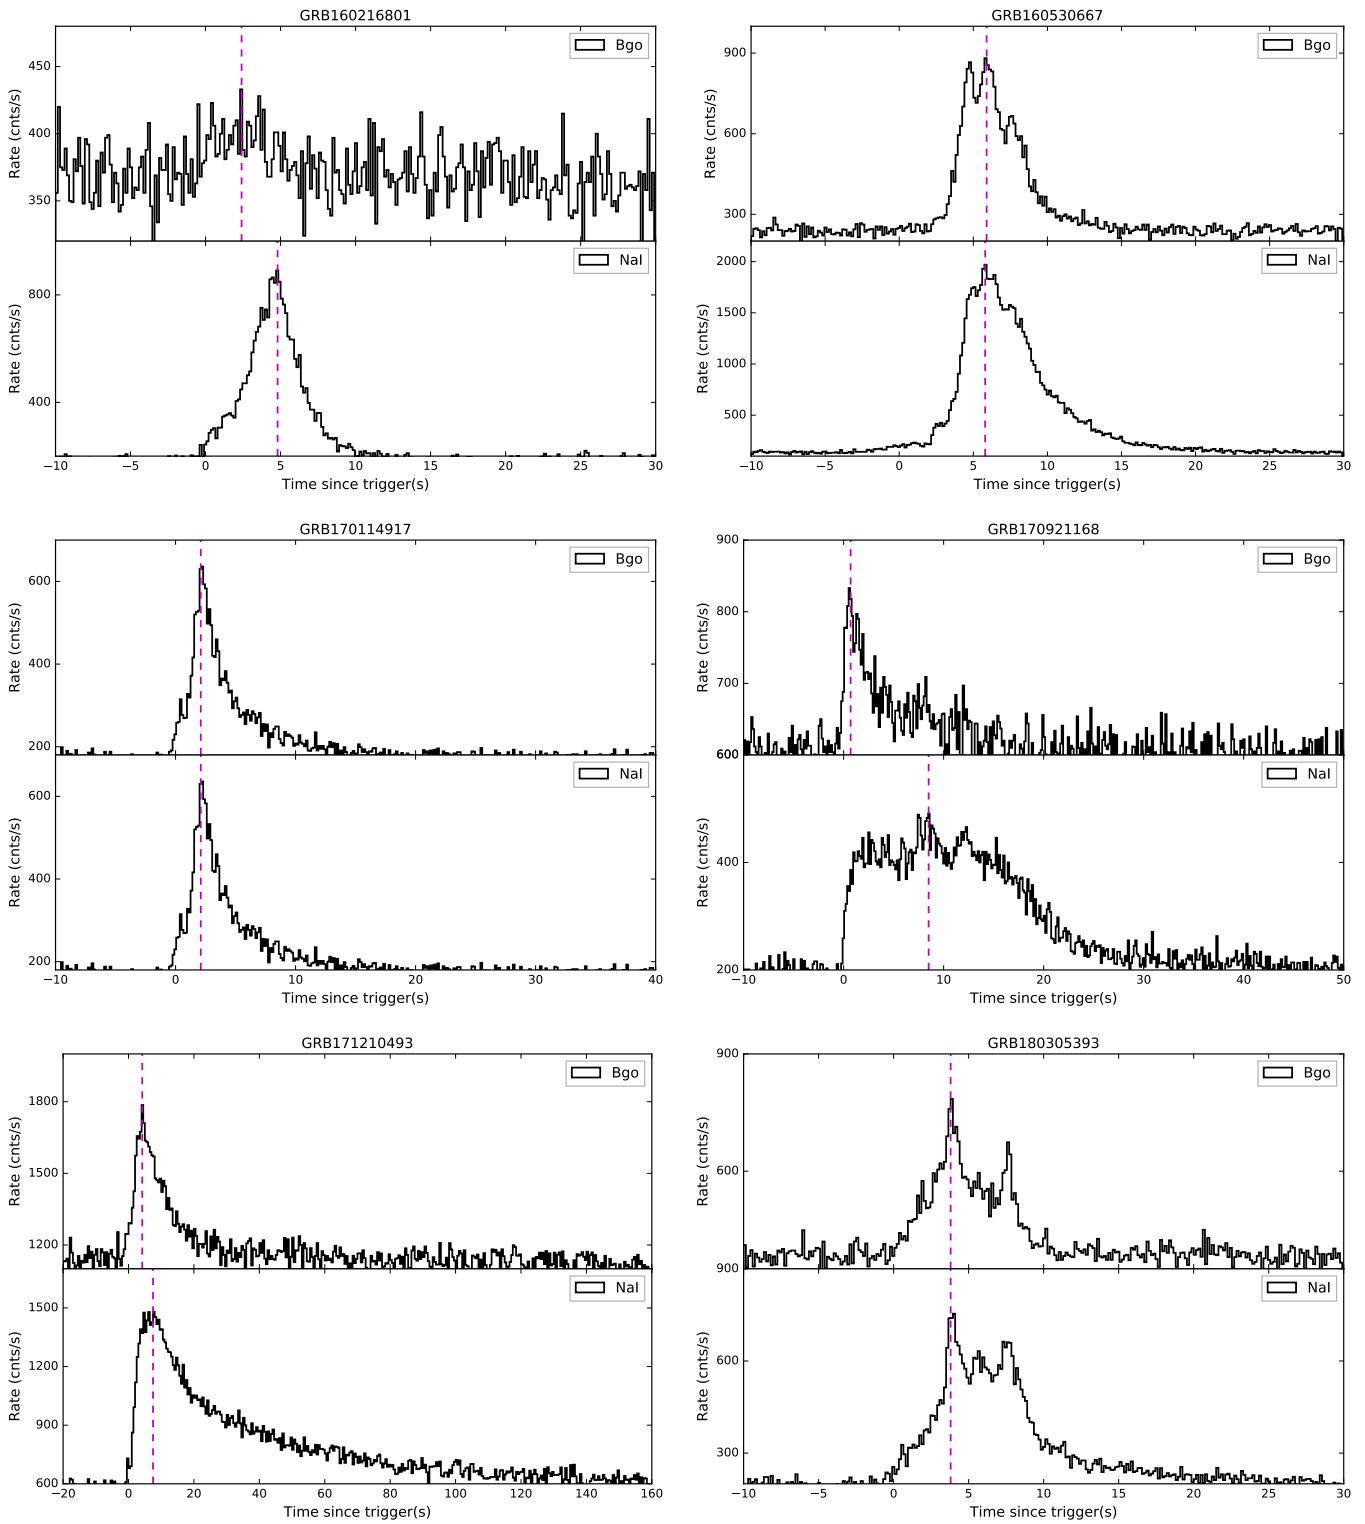 GRB160216801
Bgo
450
400
350
Rate (cnts/s)
NaI
800
400
Rate (cnts/s)
−10 −5 0 5 10 15 20 25 30
Time since trigger(s)
GRB160530667
Bgo
900
600
300
Rate (cnts/s)
NaI
2000
1500
1000
500
Rate (cnts/s)
−10 −5 0 5 10 15 20 25 30
Time since trigger(s)
GRB170114917
Bgo
600
400
200
Rate (cnts/s)
NaI
600
400
200
Rate (cnts/s)
−10 0 10 20 30 40
Time since trigger(s)
GRB170921168
Bgo
900
800
700
600
Rate (cnts/s)
NaI
600
400
200
Rate (cnts/s)
−10 0 10 20 30 40 50
Time since trigger(s)
GRB171210493
Bgo
1800
1500
1200
Rate (cnts/s)
NaI
1500
1200
900
600
Rate (cnts/s)
−20 0 20 40 60 80 100 120 140 160
Time since trigger(s)
GRB180305393
Bgo
900
600
Rate (cnts/s)
NaI
900
600
300
Rate (cnts/s)
−10 −5 0 5 10 15 20 25 30
Time since trigger(s)